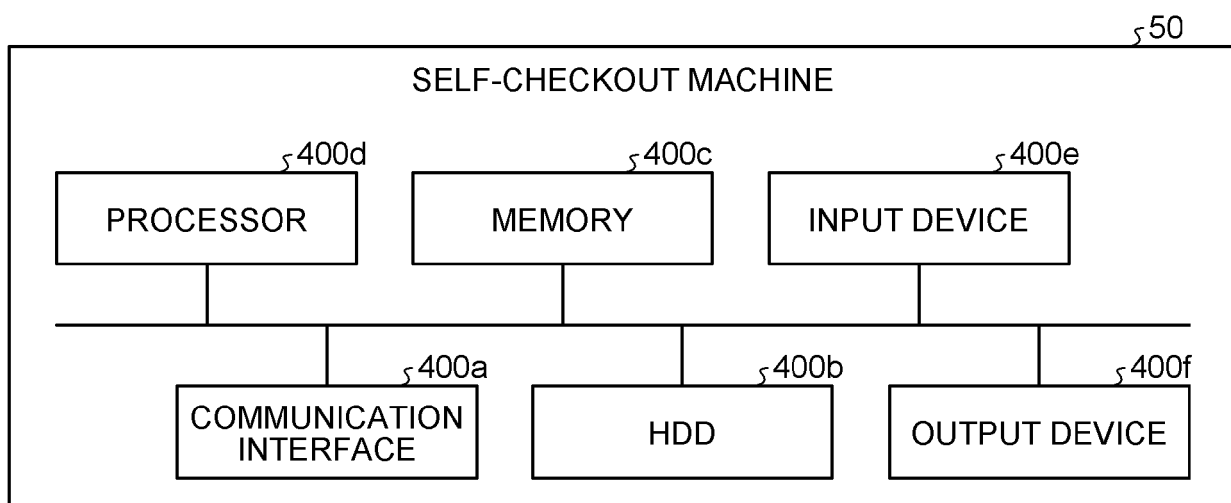 50
SELF-CHECKOUT MACHINE
400d
400c
400e
PROCESSOR
MEMORY
INPUT DEVICE
400a
400b
400f
COMMUNICATION
INTERFACE
HDD
OUTPUT DEVICE